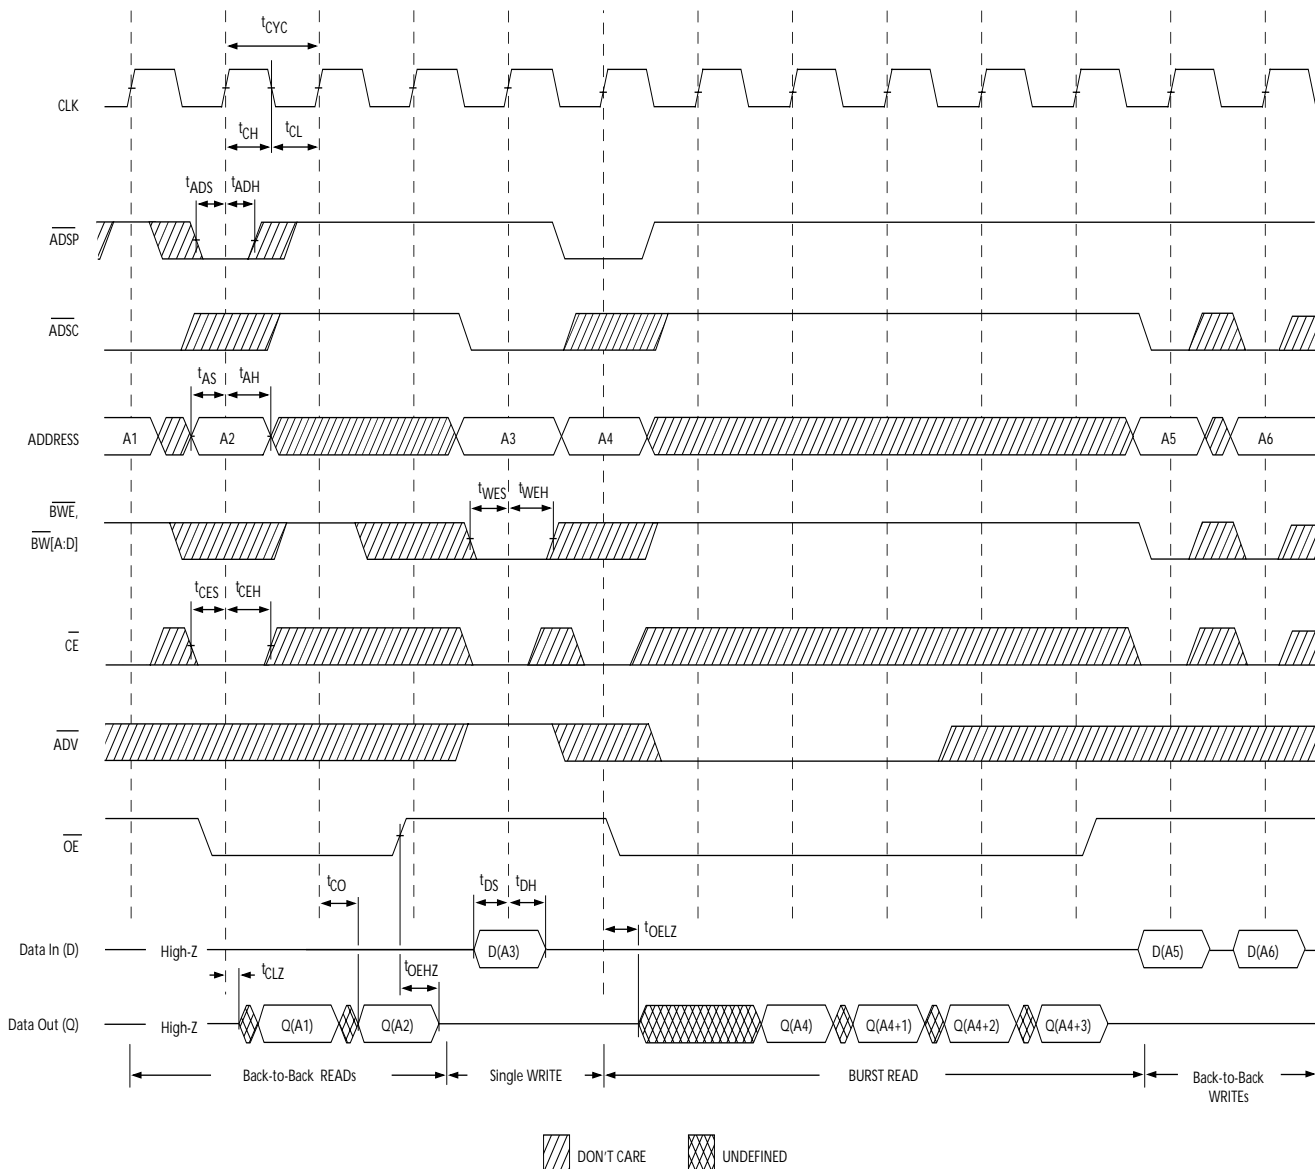 tCYC
CLK
tCH
tCL
tADS
tADH
ADSP
ADSC
tAS
tAH
ADDRESS
A1
A2
A3
A4
A5
A6
tWES
tWEH
BWE,
BW[A:D]
tCES
tCEH
CE
ADV
OE
tCO
tDS
tDH
tOELZ
Data In (D)
High-Z
D(A3)
D(A5)
D(A6)
tCLZ
tOEHZ
Data Out (Q)
High-Z
Q(A1)
Q(A2)
Q(A4)
Q(A4+1)
Q(A4+2)
Q(A4+3)
Back-to-Back READs
Single WRITE
BURST READ
Back-to-Back
WRITEs
DON'T CARE
UNDEFINED